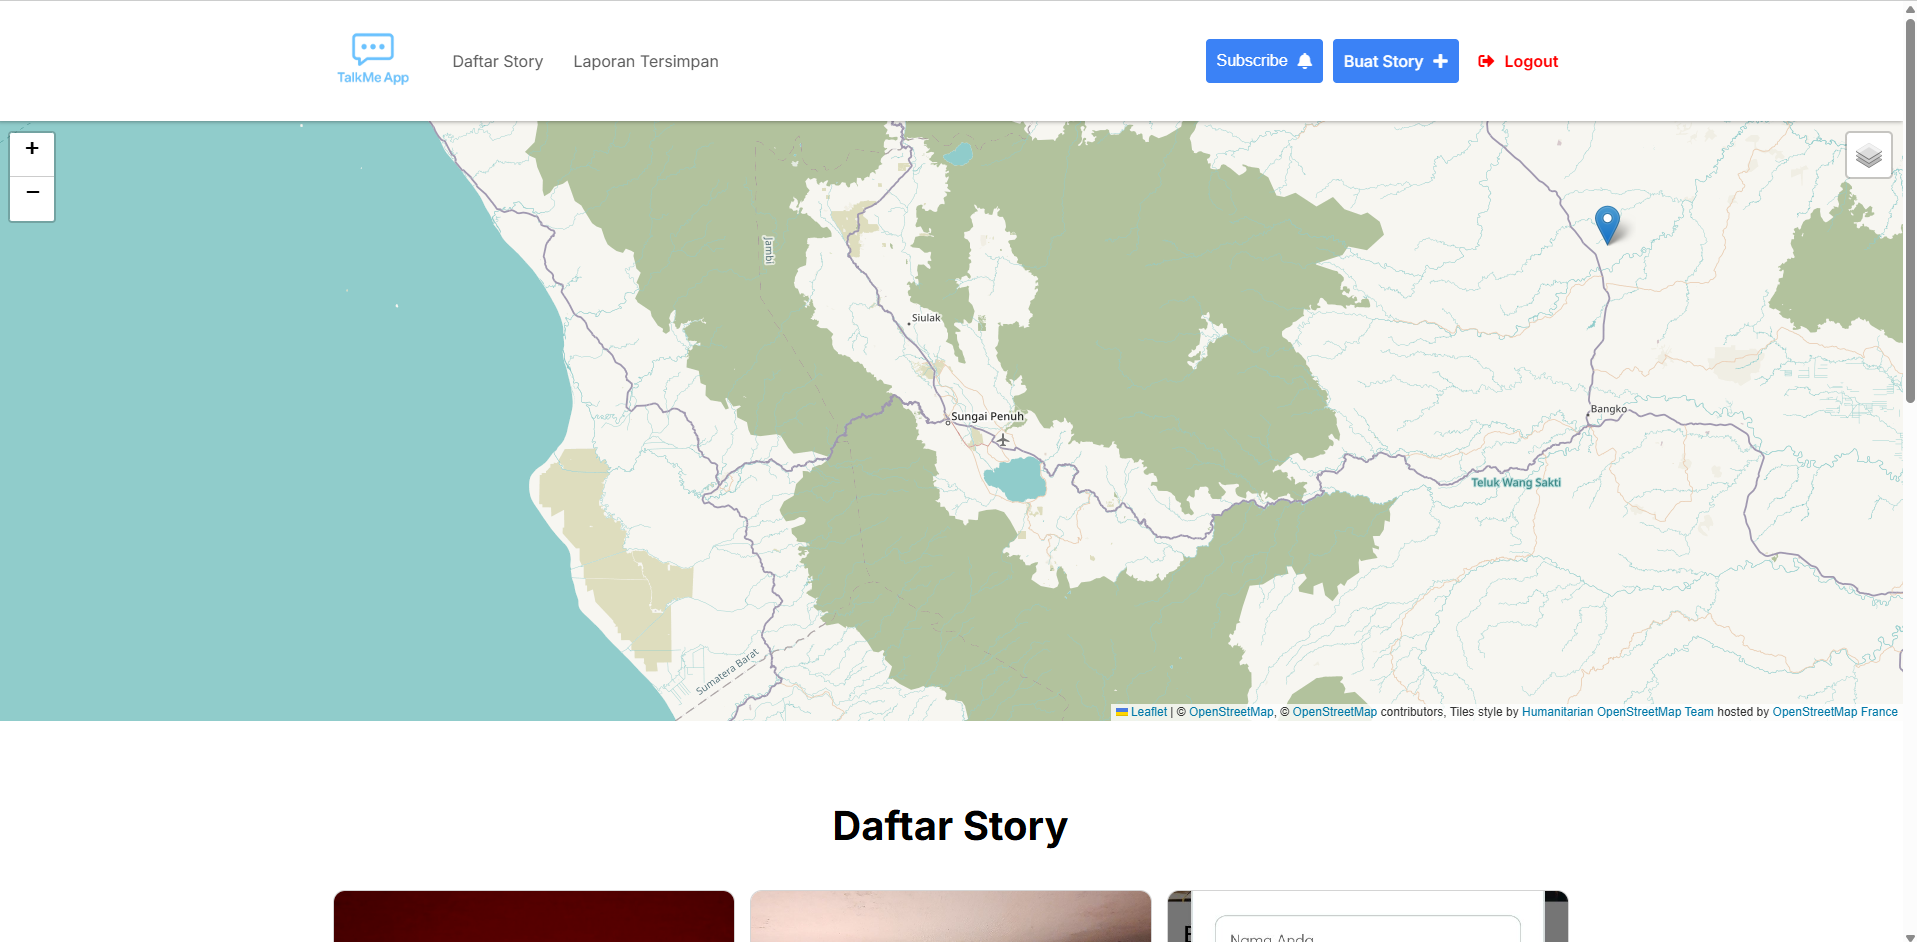 TalkMe App
Daftar Story
Laporan Tersimpan
Subscribe
Buat Story
Logout
+
−
Jambi
Siulak
Sungai Penuh
Bangko
Teluk Wang Sakti
Sumatera Barat
Leaflet | © OpenStreetMap, © OpenStreetMap contributors, Tiles style by Humanitarian OpenStreetMap Team hosted by OpenStreetMap France
Daftar Story
Nama Anda